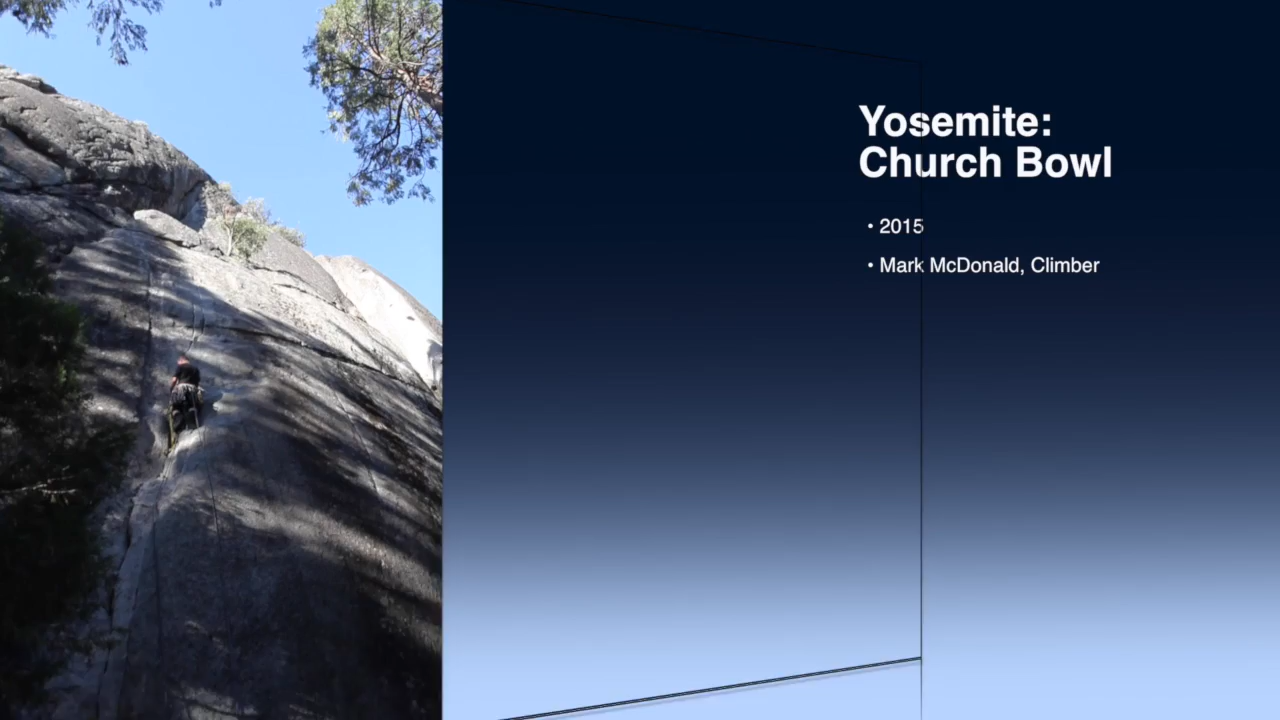 Yosemite:
Church Bowl
• 2015
• Mark McDonald, Climber